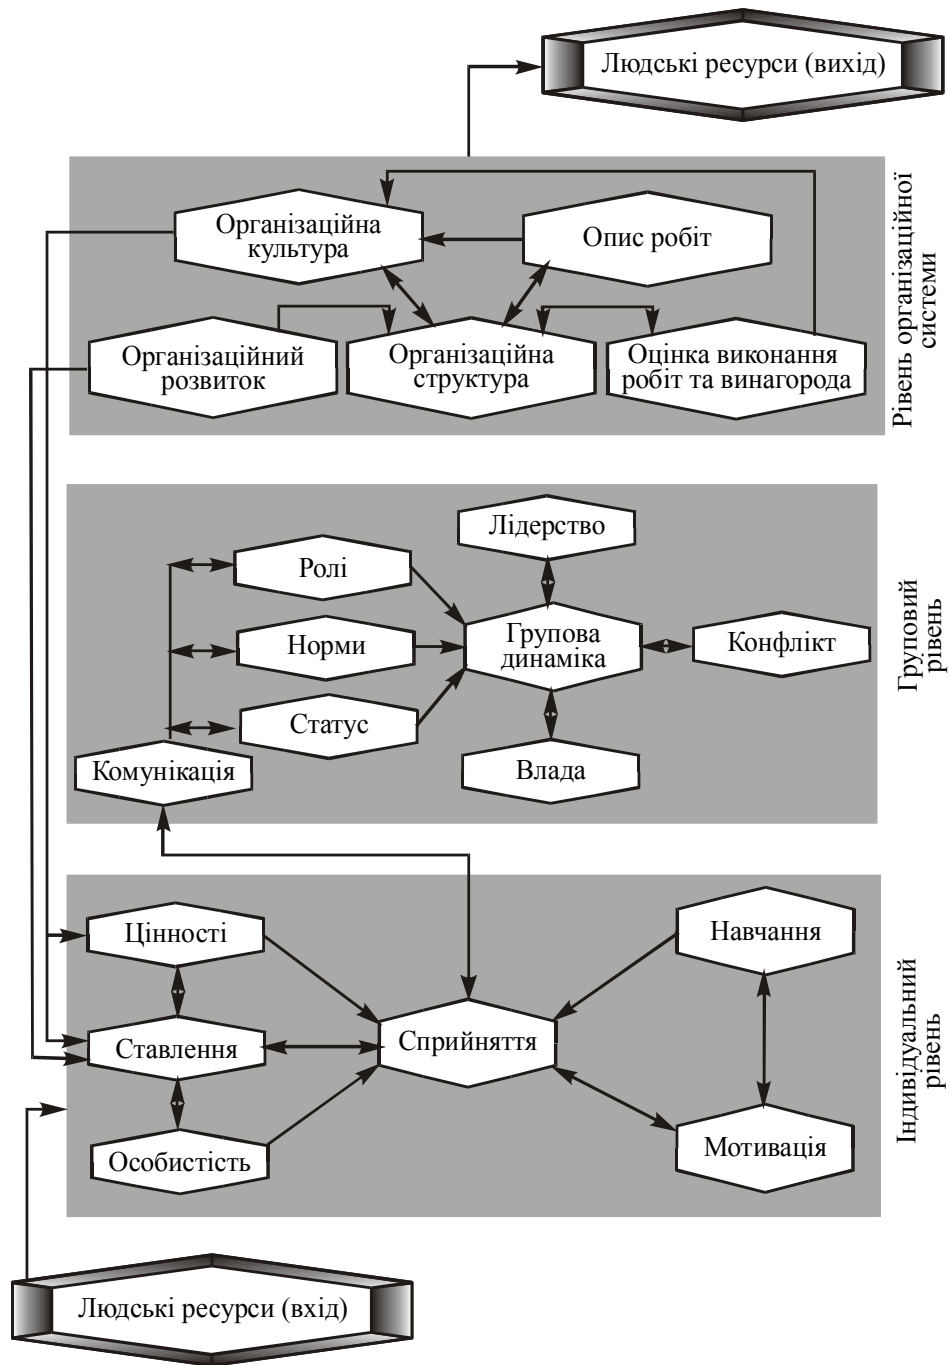 Людські ресурси (вихід)
Організаційна
культура
Опис робіт
Організаційний
розвиток
Організаційна
структура
Оцінка виконання
робіт та винагорода
Рівень організаційної
системи
Лідерство
Ролі
Групова
динаміка
Норми
Конфлікт
Статус
Комунікація
Влада
Груповий
рівень
Цінності
Навчання
Ставлення
Сприйняття
Особистість
Мотивація
Індивідуальний
рівень
Людські ресурси (вхід)